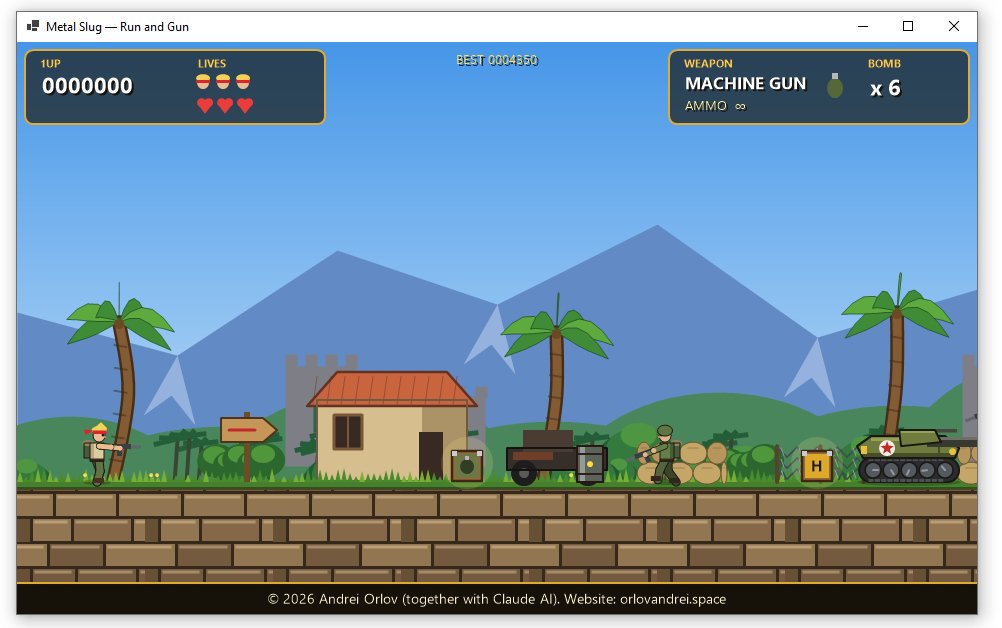 Metal Slug — Run and Gun
1UP
0000000
LIVES
BEST 0004350
WEAPON
MACHINE GUN
AMMO ∞
BOMB
x 6
H
© 2026 Andrei Orlov (together with Claude AI). Website: orlovandrei.space